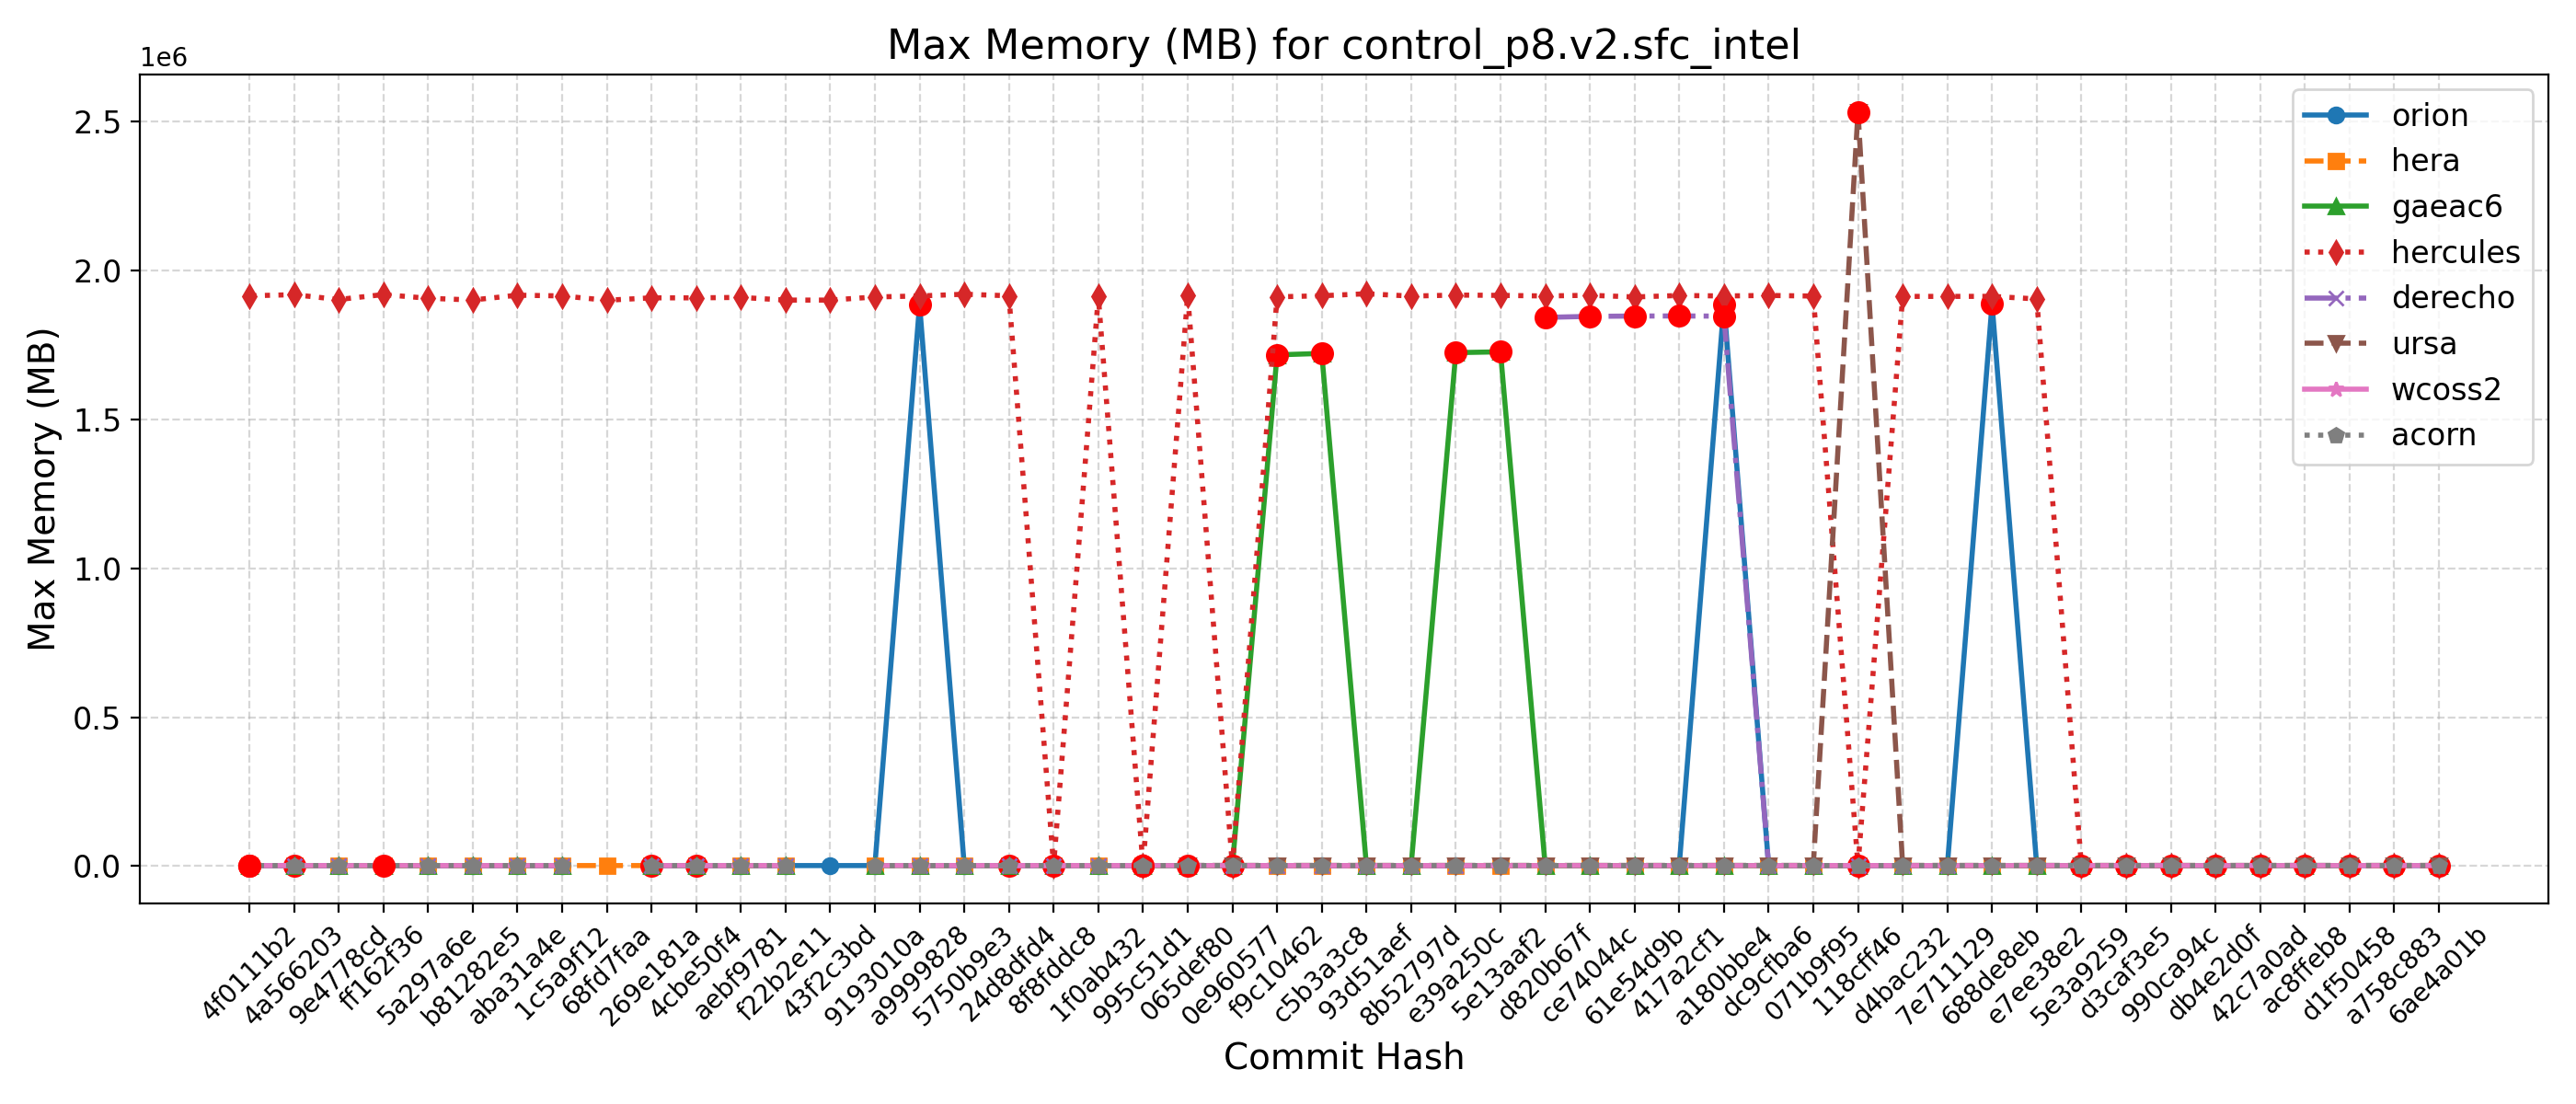 Max Memory (MB) for control_p8.v2.sfc_intel
1e6
2.5
2.0
1.5
1.0
0.5
0.0
Max Memory (MB)
orion
hera
gaeac6
hercules
derecho
ursa
wcoss2
acorn
4f0111b2
4a566203
9e4778cd
ff162f36
5a297a6e
b81282e5
aba31a4e
1c5a9f12
68fd7faa
269e181a
4cbe50f4
aebf9781
f22b2e11
43f2c3bd
9193010a
a9999828
5750b9e3
24d8dfd4
8f8fddc8
1f0ab432
995c51d1
065def80
0e960577
f9c10462
c5b3a3c8
93d51aef
8b52797d
e39a250c
5e13aaf2
d820b67f
ce74044c
61e54d9b
417a2cf1
a180bbe4
dc9cfba6
071b9f95
118cff46
d4bac232
7e711129
688de8eb
e7ee38e2
5e3a9259
d3caf3e5
990ca94c
db4e2d0f
42c7a0ad
ac8ffeb8
d1f50458
a758c883
6ae4a01b
Commit Hash